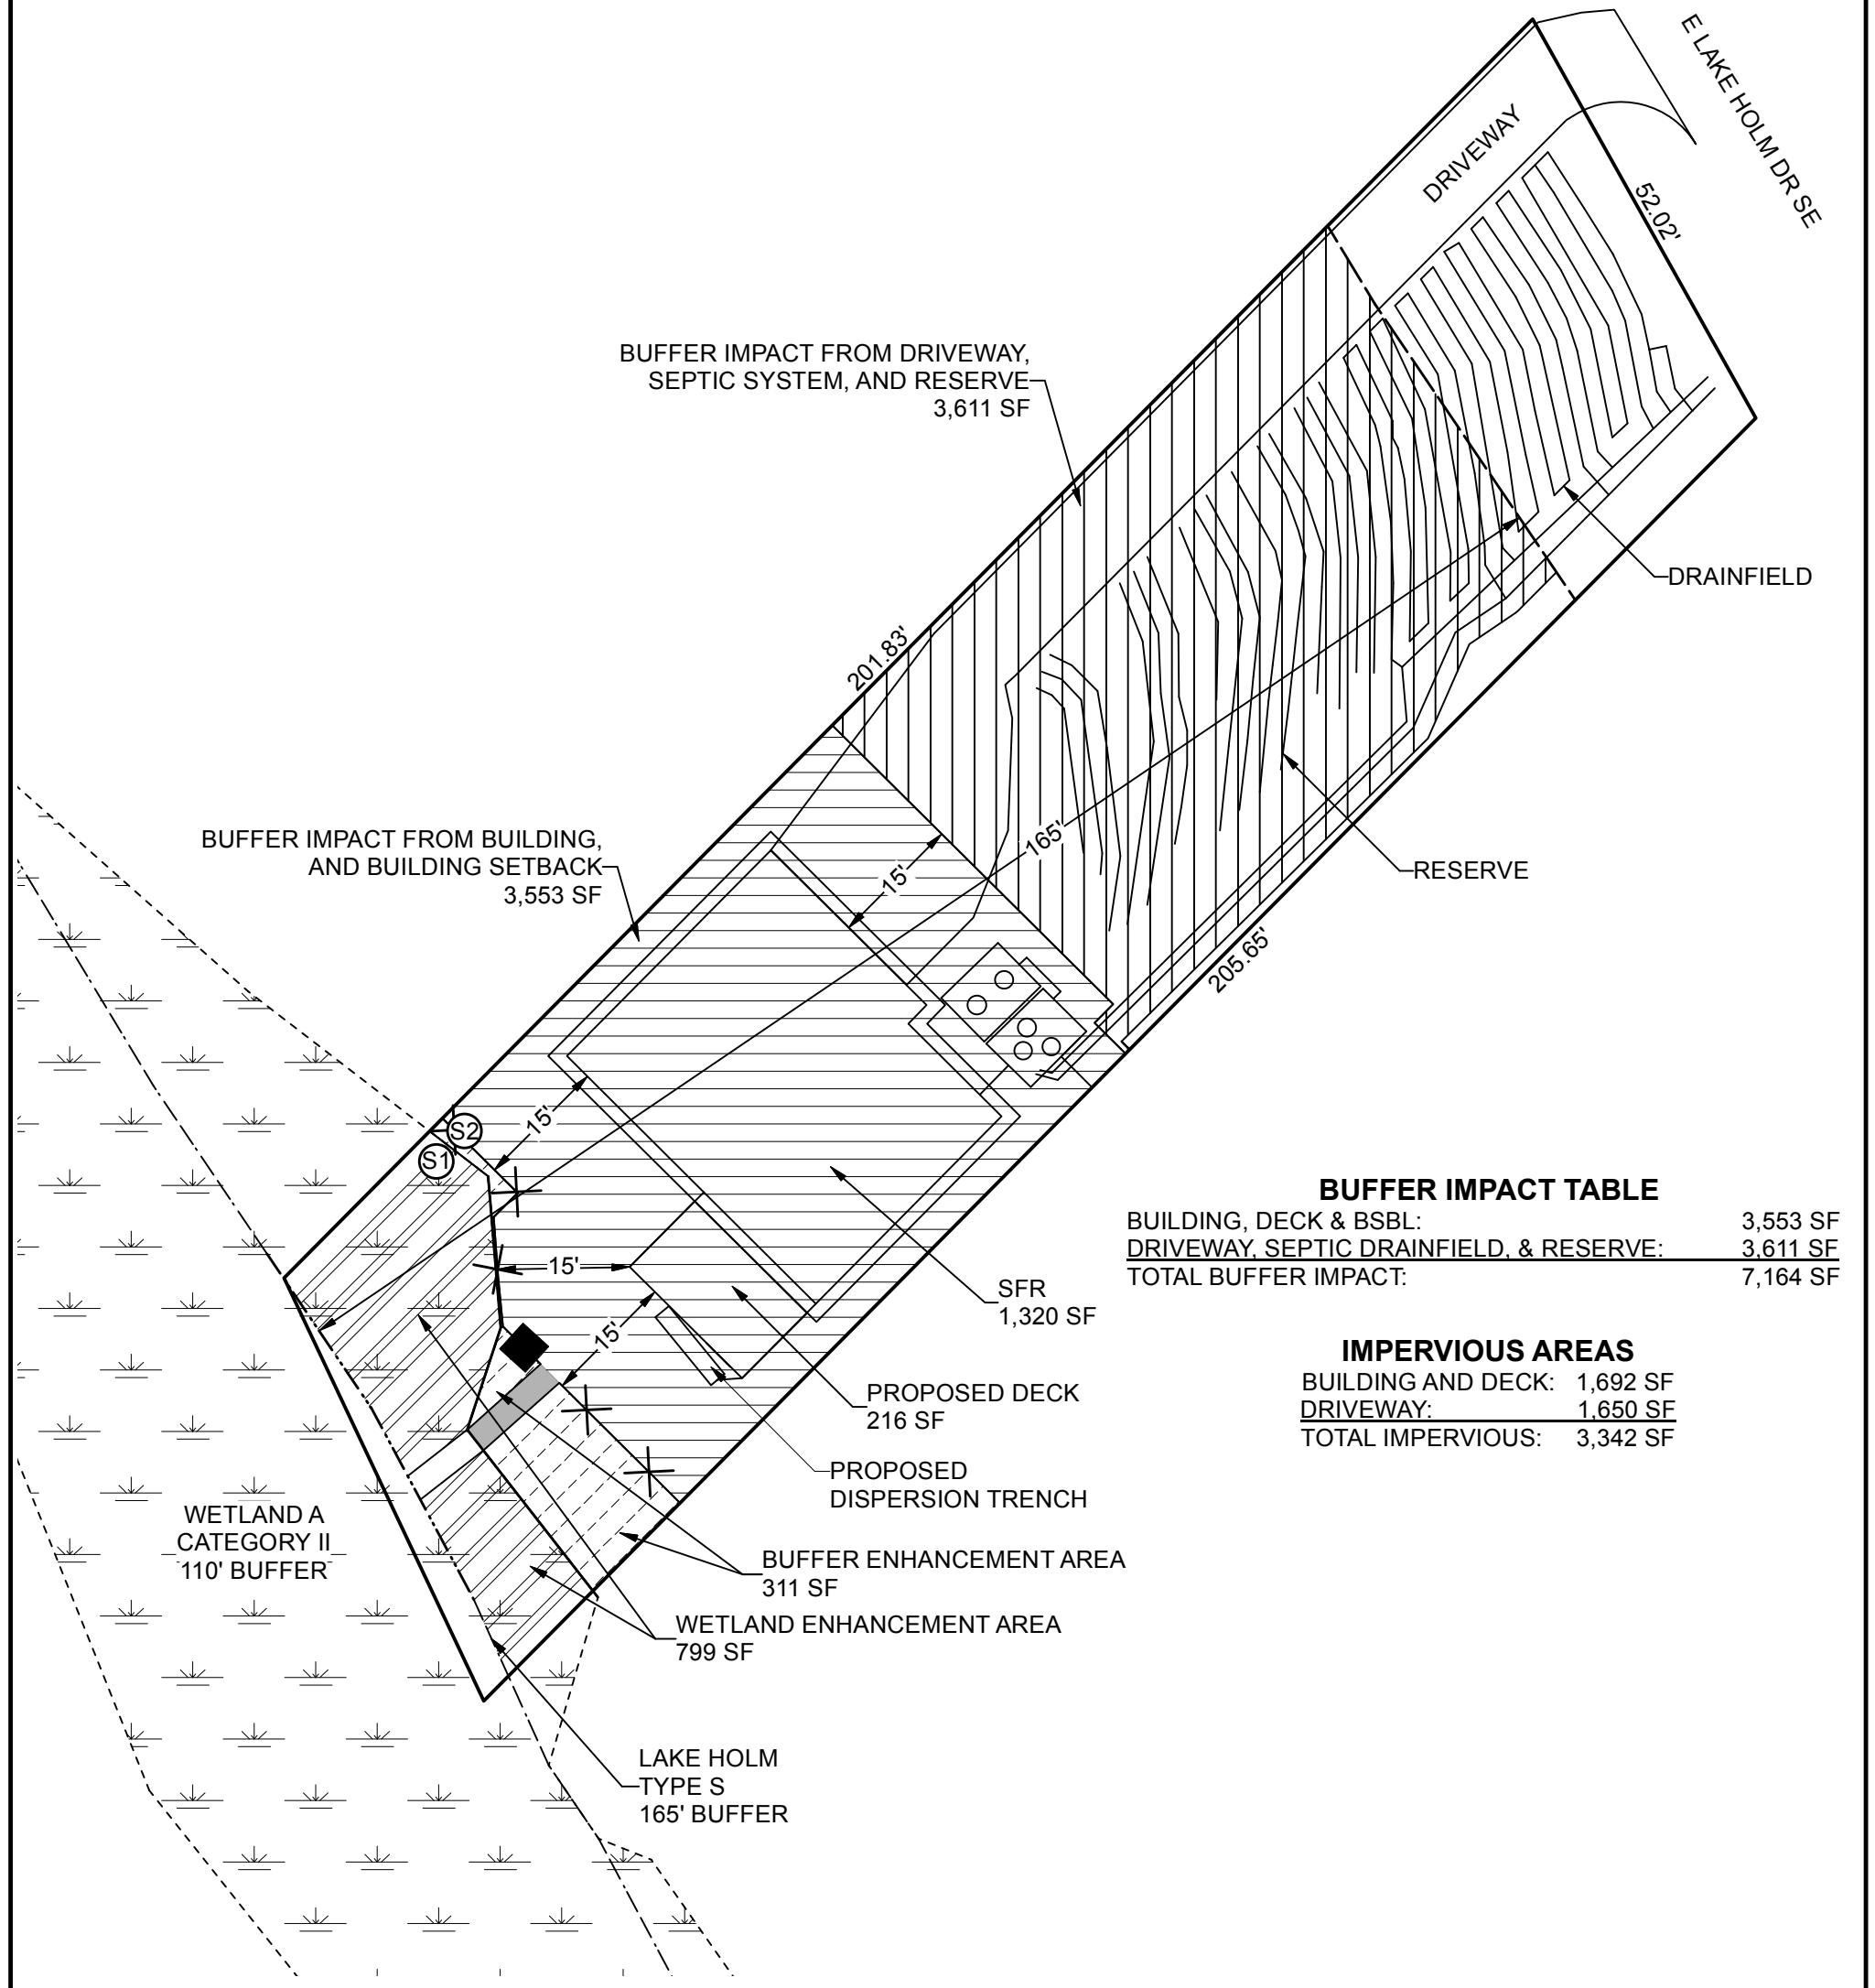 E LAKE HOLM DR SE
DRIVEWAY
52.02'
BUFFER IMPACT FROM DRIVEWAY,
SEPTIC SYSTEM, AND RESERVE
3,611 SF
DRAINFIELD
201.83'
BUFFER IMPACT FROM BUILDING,
AND BUILDING SETBACK
3,553 SF
165'
15'
RESERVE
205.65'
15'
S2
S1
BUFFER IMPACT TABLE
BUILDING, DECK & BSBL: 3,553 SF
DRIVEWAY, SEPTIC DRAINFIELD, & RESERVE: 3,611 SF
TOTAL BUFFER IMPACT: 7,164 SF
15'
SFR
1,320 SF
15'
IMPERVIOUS AREAS
BUILDING AND DECK: 1,692 SF
DRIVEWAY: 1,650 SF
TOTAL IMPERVIOUS: 3,342 SF
PROPOSED DECK
216 SF
PROPOSED
DISPERSION TRENCH
WETLAND A
CATEGORY II
110' BUFFER
BUFFER ENHANCEMENT AREA
311 SF
WETLAND ENHANCEMENT AREA
799 SF
LAKE HOLM
TYPE S
165' BUFFER